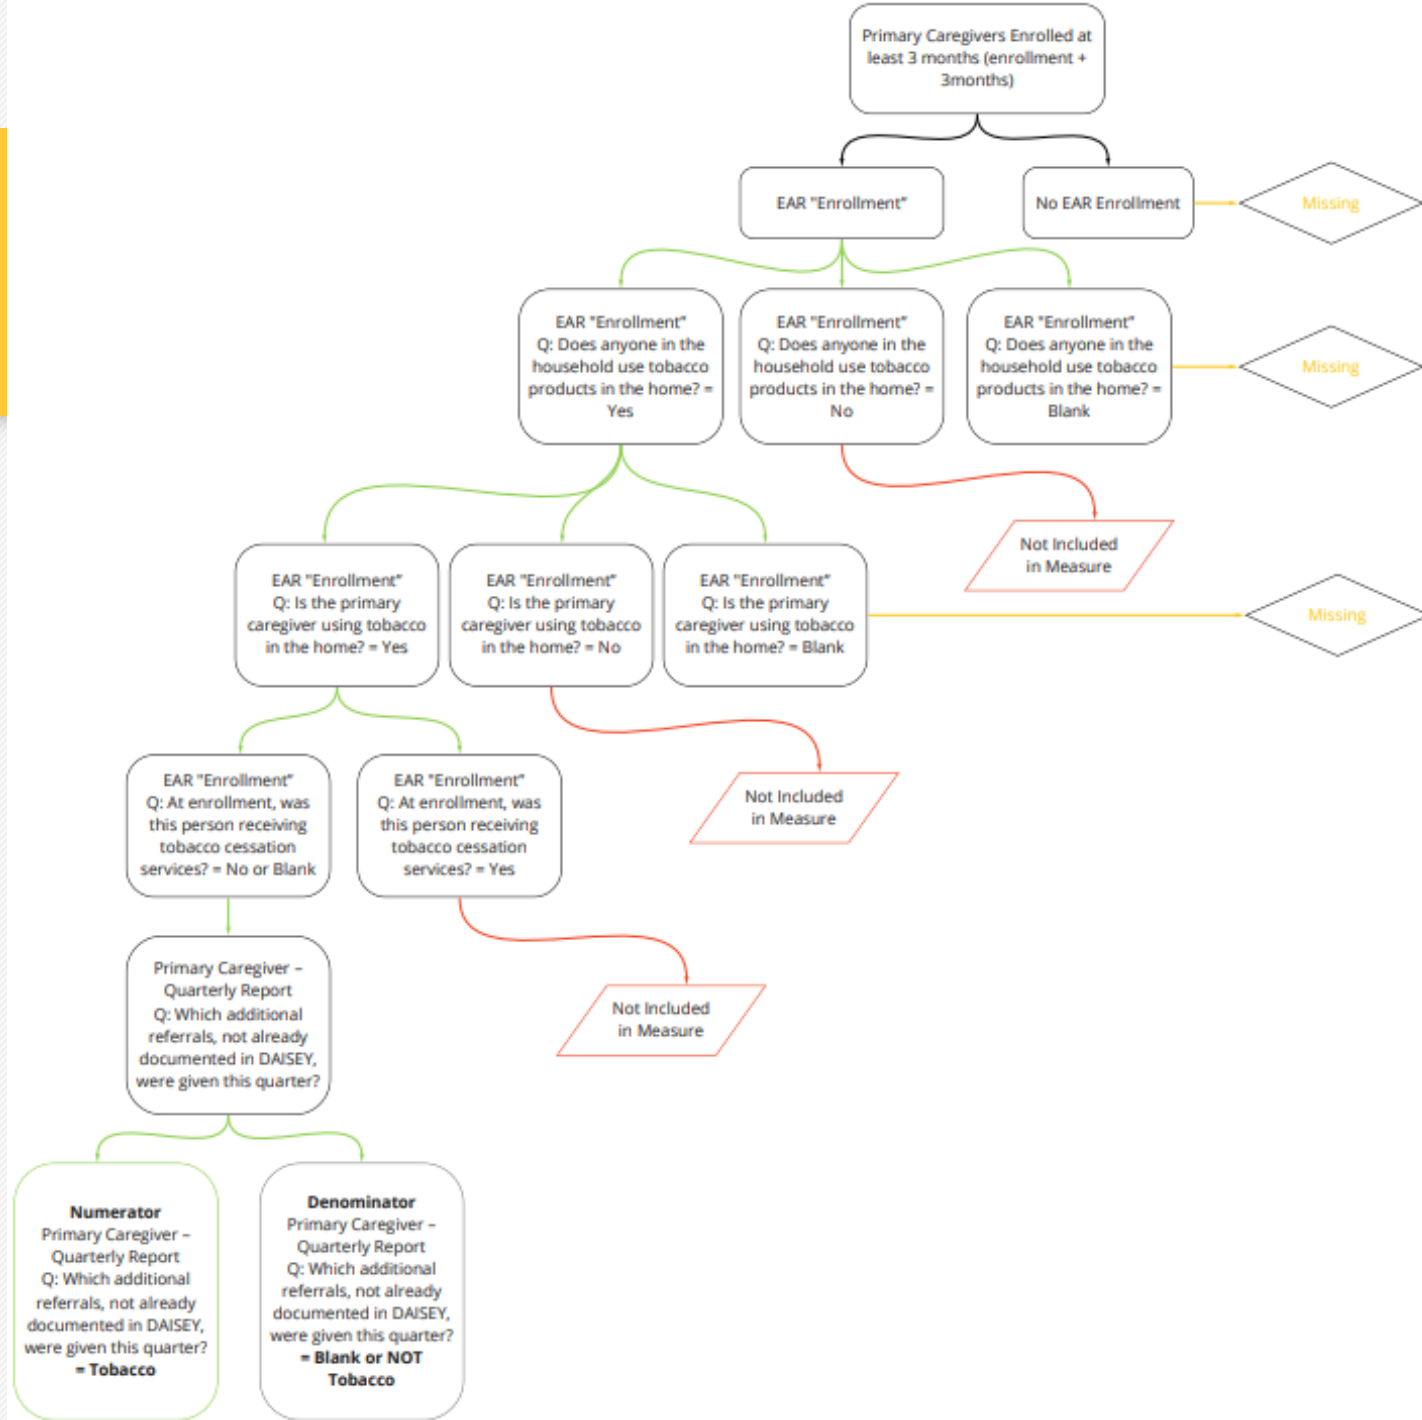 Primary Caregivers Enrolled at
least 3 months (enrollment +
3months)
EAR "Enrollment"
No EAR Enrollment
Missing
EAR "Enrollment"
Q: Does anyone in the
household use tobacco
products in the home? =
Yes
EAR "Enrollment"
Q: Does anyone in the
household use tobacco
products in the home? =
No
EAR "Enrollment"
Q: Does anyone in the
household use tobacco
products in the home? =
Blank
Missing
Not Included
in Measure
EAR "Enrollment"
Q: Is the primary
caregiver using tobacco
in the home? = Yes
EAR "Enrollment"
Q: Is the primary
caregiver using tobacco
in the home? = No
EAR "Enrollment"
Q: Is the primary
caregiver using tobacco
in the home? = Blank
Missing
Not Included
in Measure
EAR "Enrollment"
Q: At enrollment, was
this person receiving
tobacco cessation
services? = No or Blank
EAR "Enrollment"
Q: At enrollment, was
this person receiving
tobacco cessation
services? = Yes
Not Included
in Measure
Primary Caregiver –
Quarterly Report
Q: Which additional
referrals, not already
documented in DAISEY,
were given this quarter?
Numerator
Primary Caregiver –
Quarterly Report
Q: Which additional
referrals, not already
documented in DAISEY,
were given this quarter?
= Tobacco
Denominator
Primary Caregiver –
Quarterly Report
Q: Which additional
referrals, not already
documented in DAISEY,
were given this quarter?
= Blank or NOT
Tobacco